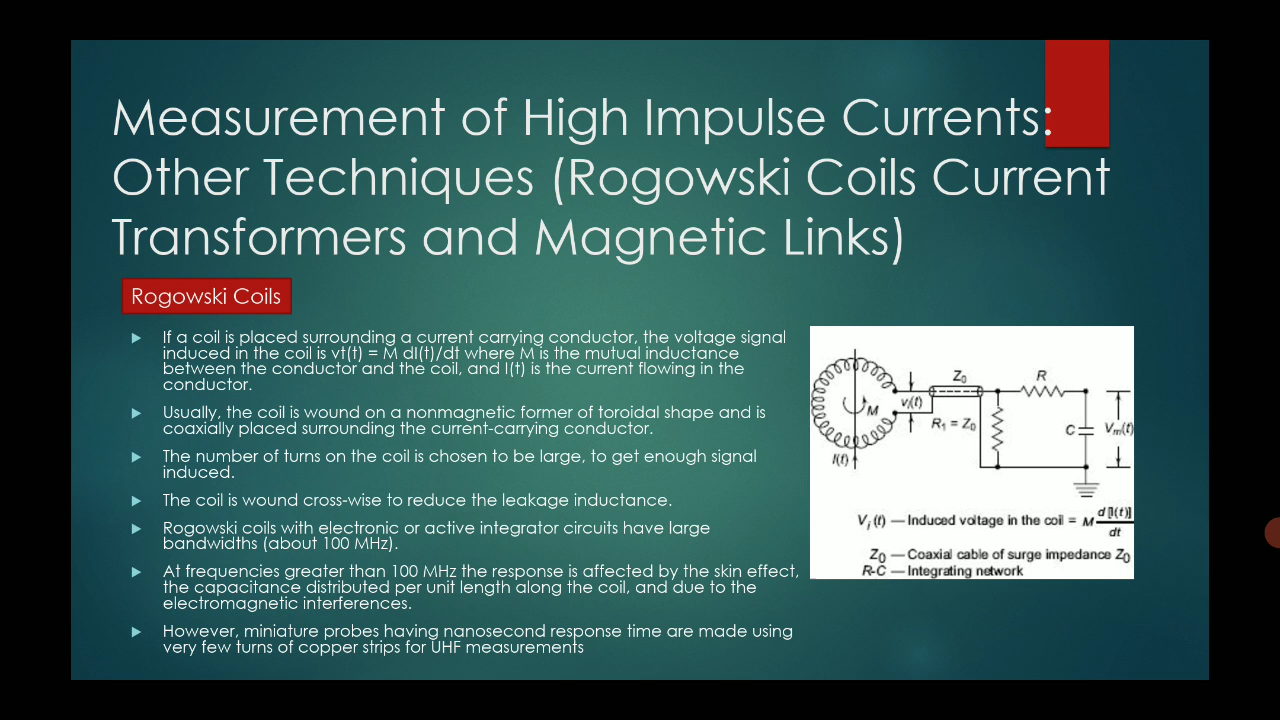 Measurement of High Impulse Currents:
Other Techniques (Rogowski Coils Current
Transformers and Magnetic Links)
Rogowski Coils
If a coil is placed surrounding a current carrying conductor, the voltage signal
induced in the coil is vt(t) = M dI(t)/dt where M is the mutual inductance
between the conductor and the coil, and I(t) is the current flowing in the
conductor.
Usually, the coil is wound on a nonmagnetic former of toroidal shape and is
coaxially placed surrounding the current-carrying conductor.
The number of turns on the coil is chosen to be large, to get enough signal
induced.
The coil is wound cross-wise to reduce the leakage inductance.
Rogowski coils with electronic or active integrator circuits have large
bandwidths (about 100 MHz).
At frequencies greater than 100 MHz the response is affected by the skin effect,
the capacitance distributed per unit length along the coil, and due to the
electromagnetic interferences.
However, miniature probes having nanosecond response time are made using
very few turns of copper strips for UHF measurements
Z₀
R
M
vᵢ(t)
R₁ = Z₀
C
Vₘ(t)
I(t)
Vᵢ (t) — Induced voltage in the coil = M d [I(t)] / dt
Z₀ — Coaxial cable of surge impedance Z₀
R-C — Integrating network